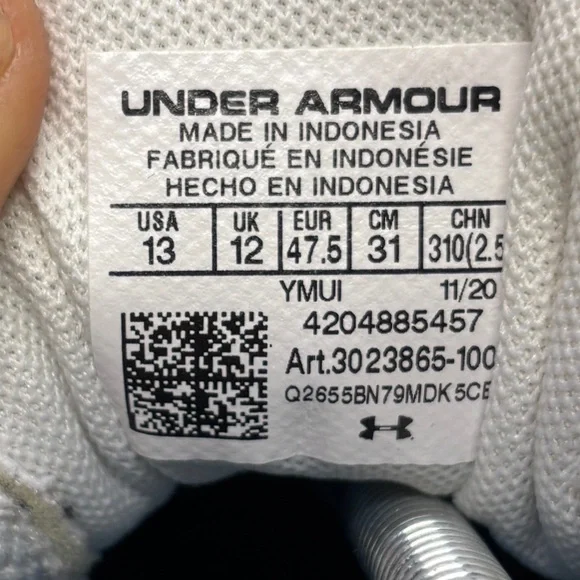 UNDER ARMOUR
MADE IN INDONESIA
FABRIQUÉ EN INDONÉSIE
HECHO EN INDONESIA
USA UK EUR CM CHN
13 12 47.5 31 310(2.5
YMUI 11/20
4204885457
Art.3023865-100
Q2655BN79MDK5CE